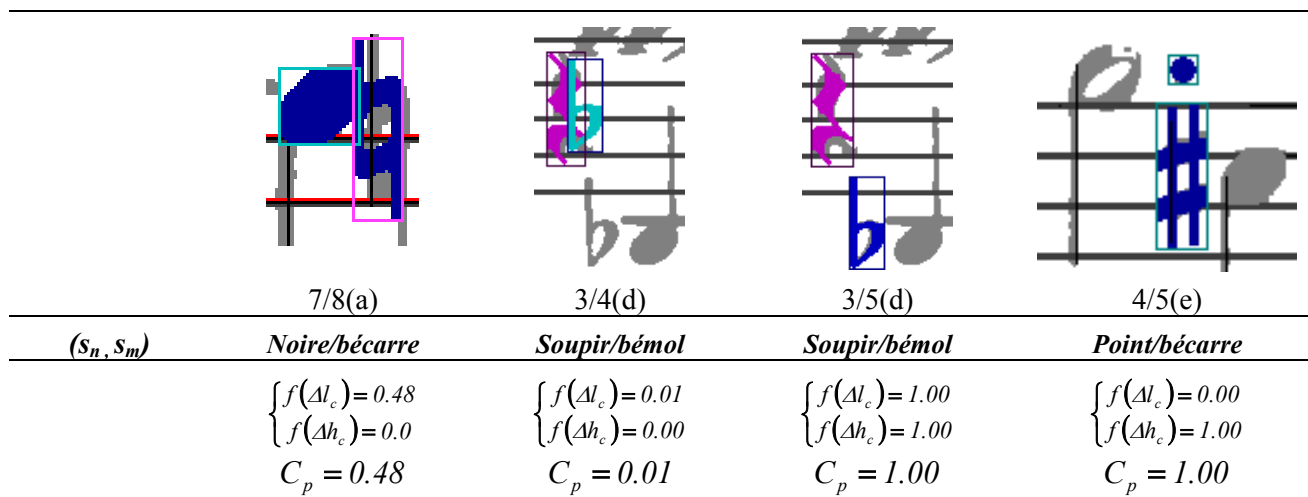 7/8(a) 3/4(d) 3/5(d) 4/5(e)
(sn , sm) Noire/bécarre Soupir/bémol Soupir/bémol Point/bécarre
f(Δlc)= 0.48 f(Δlc)= 0.01 f(Δlc)= 1.00 f(Δlc)= 0.00
f(Δhc)= 0.0 f(Δhc)= 0.00 f(Δhc)= 1.00 f(Δhc)= 1.00
Cp = 0.48 Cp = 0.01 Cp = 1.00 Cp = 1.00